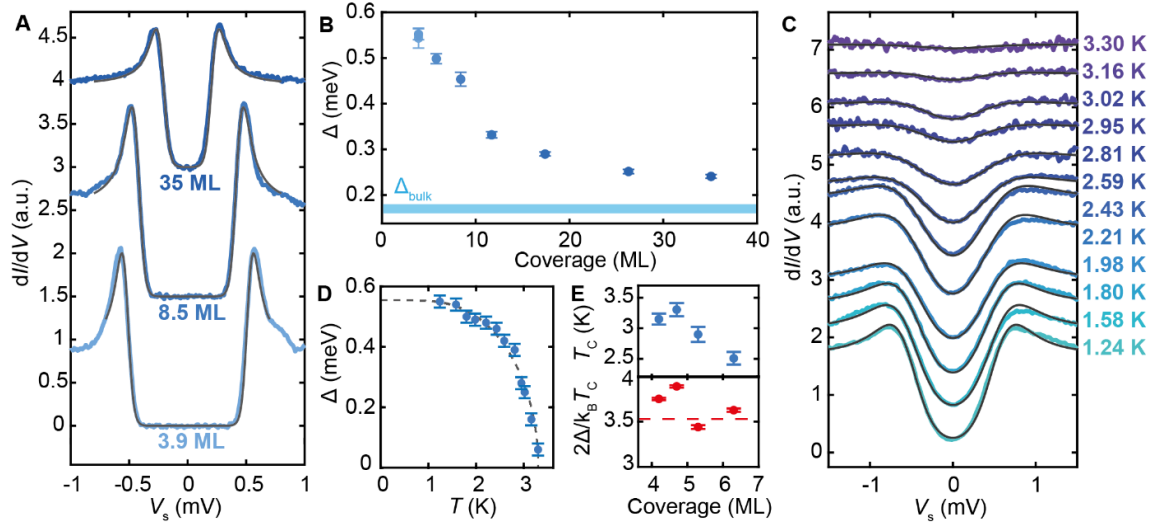 A
4.5
4
3.5
3
2.5
2
1.5
1
0.5
0
dI/dV (a.u.)
35 ML
8.5 ML
3.9 ML
-1
-0.5
0
0.5
1
Vs (mV)
B
0.6
0.5
0.4
0.3
0.2
Δ (meV)
Δbulk
0
10
20
30
40
Coverage (ML)
D
0.6
0.4
0.2
0
Δ (meV)
0
1
2
3
T (K)
E
3.5
3
2.5
TC (K)
4
3.5
3
2Δ/kBTC
4
5
6
7
Coverage (ML)
C
7
6
5
4
3
2
1
0
dI/dV (a.u.)
3.30 K
3.16 K
3.02 K
2.95 K
2.81 K
2.59 K
2.43 K
2.21 K
1.98 K
1.80 K
1.58 K
1.24 K
-1
0
1
Vs (mV)